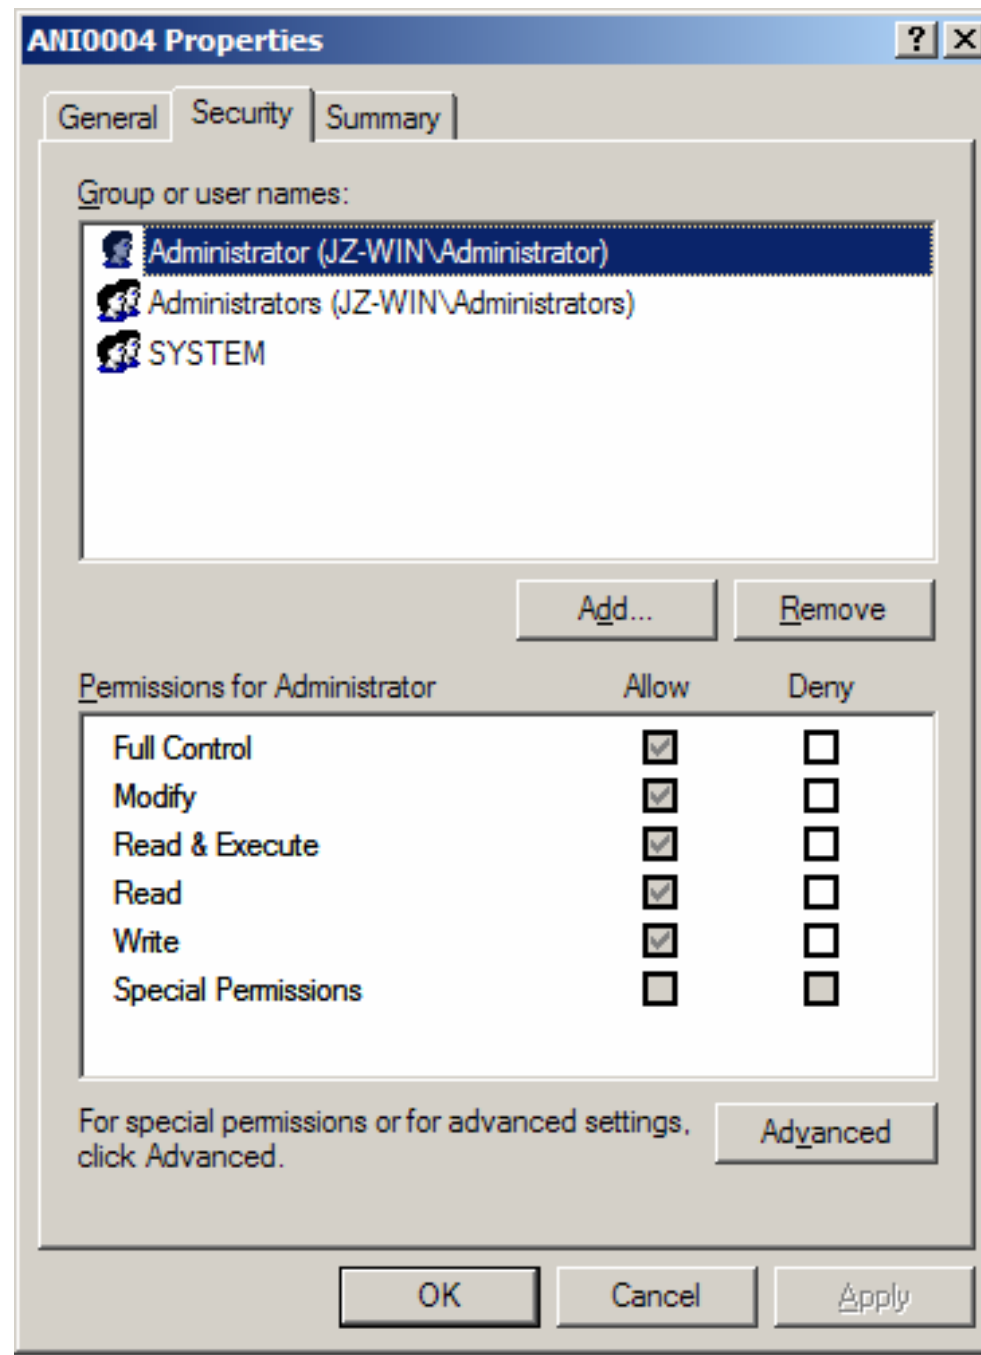 ANI0004 Properties
General Security Summary
Group or user names:
Administrator (JZ-WIN\Administrator)
Administrators (JZ-WIN\Administrators)
SYSTEM
Add... Remove
Permissions for Administrator Allow Deny
Full Control
Modify
Read & Execute
Read
Write
Special Permissions
For special permissions or for advanced settings,
click Advanced.
Advanced
OK Cancel Apply